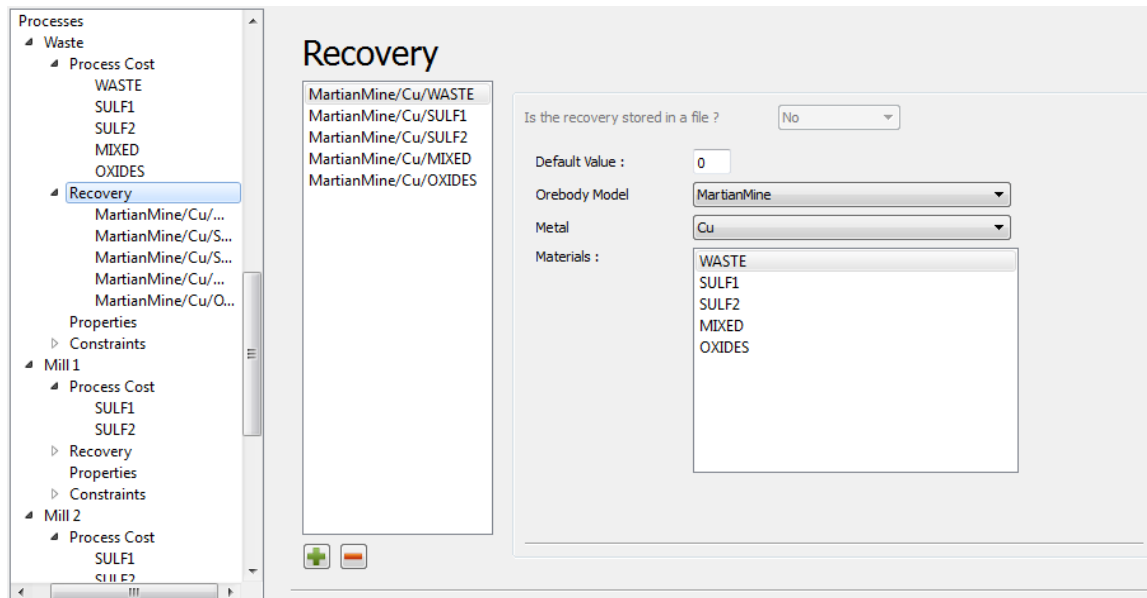 Processes
Waste
Process Cost
WASTE
SULF1
SULF2
MIXED
OXIDES
Recovery
MartianMine/Cu/...
MartianMine/Cu/S...
MartianMine/Cu/S...
MartianMine/Cu/...
MartianMine/Cu/O...
Properties
Constraints
Mill 1
Process Cost
SULF1
SULF2
Recovery
Properties
Constraints
Mill 2
Process Cost
SULF1
SULF2
Recovery
MartianMine/Cu/WASTE
MartianMine/Cu/SULF1
MartianMine/Cu/SULF2
MartianMine/Cu/MIXED
MartianMine/Cu/OXIDES
Is the recovery stored in a file ? No
Default Value : 0
Orebody Model MartianMine
Metal Cu
Materials :
WASTE
SULF1
SULF2
MIXED
OXIDES